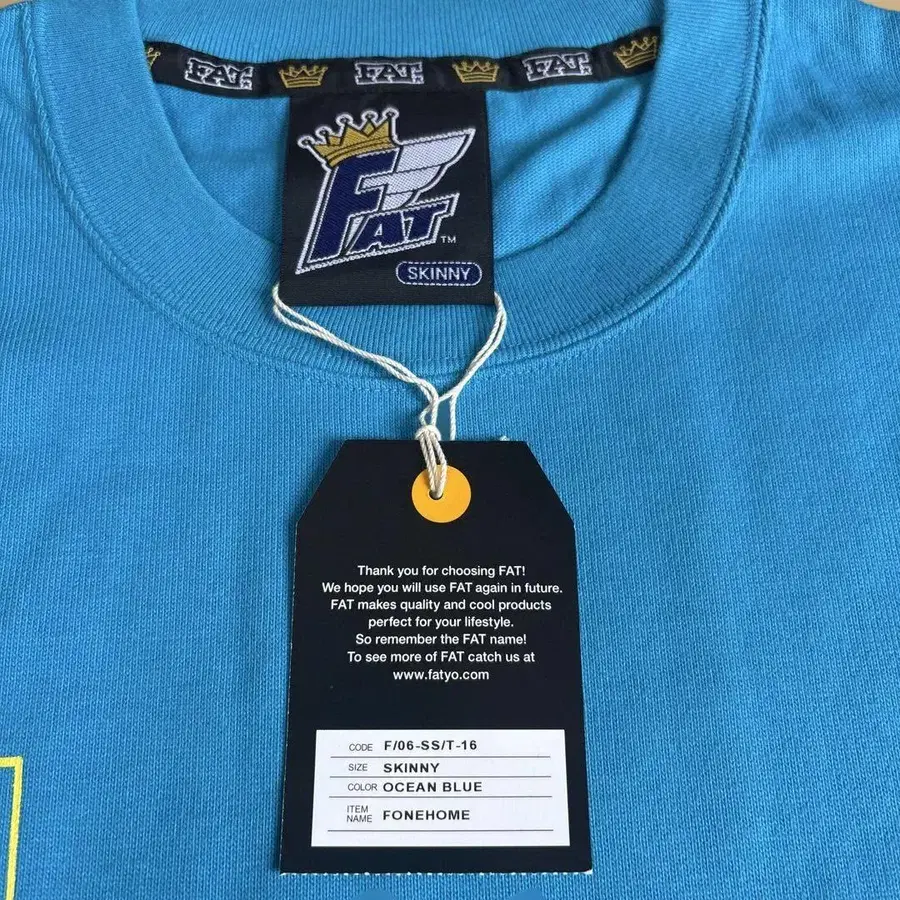 FAT. FAT. FAT.
FAT TM
SKINNY
Thank you for choosing FAT!
We hope you will use FAT again in future.
FAT makes quality and cool products
perfect for your lifestyle.
So remember the FAT name!
To see more of FAT catch us at
www.fatyo.com
CODE F/06-SS/T-16
SIZE SKINNY
COLOR OCEAN BLUE
ITEM NAME FONEHOME